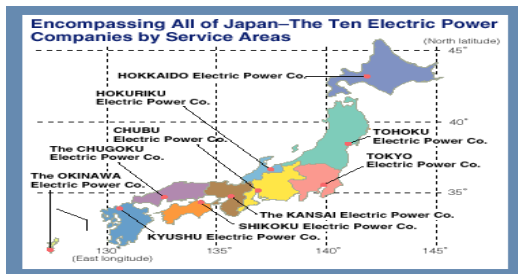 Encompassing All of Japan–The Ten Electric Power
Companies by Service Areas
(North latitude)
45°
HOKKAIDO Electric Power Co.
HOKURIKU
Electric Power Co.
40°
CHUBU
Electric Power Co.
TOHOKU
Electric Power Co.
The CHUGOKU
Electric Power Co.
TOKYO
Electric Power Co.
The OKINAWA
Electric Power Co.
35°
The KANSAI Electric Power Co.
SHIKOKU Electric Power Co.
KYUSHU Electric Power Co.
130°
135°
140°
145°
(East longitude)